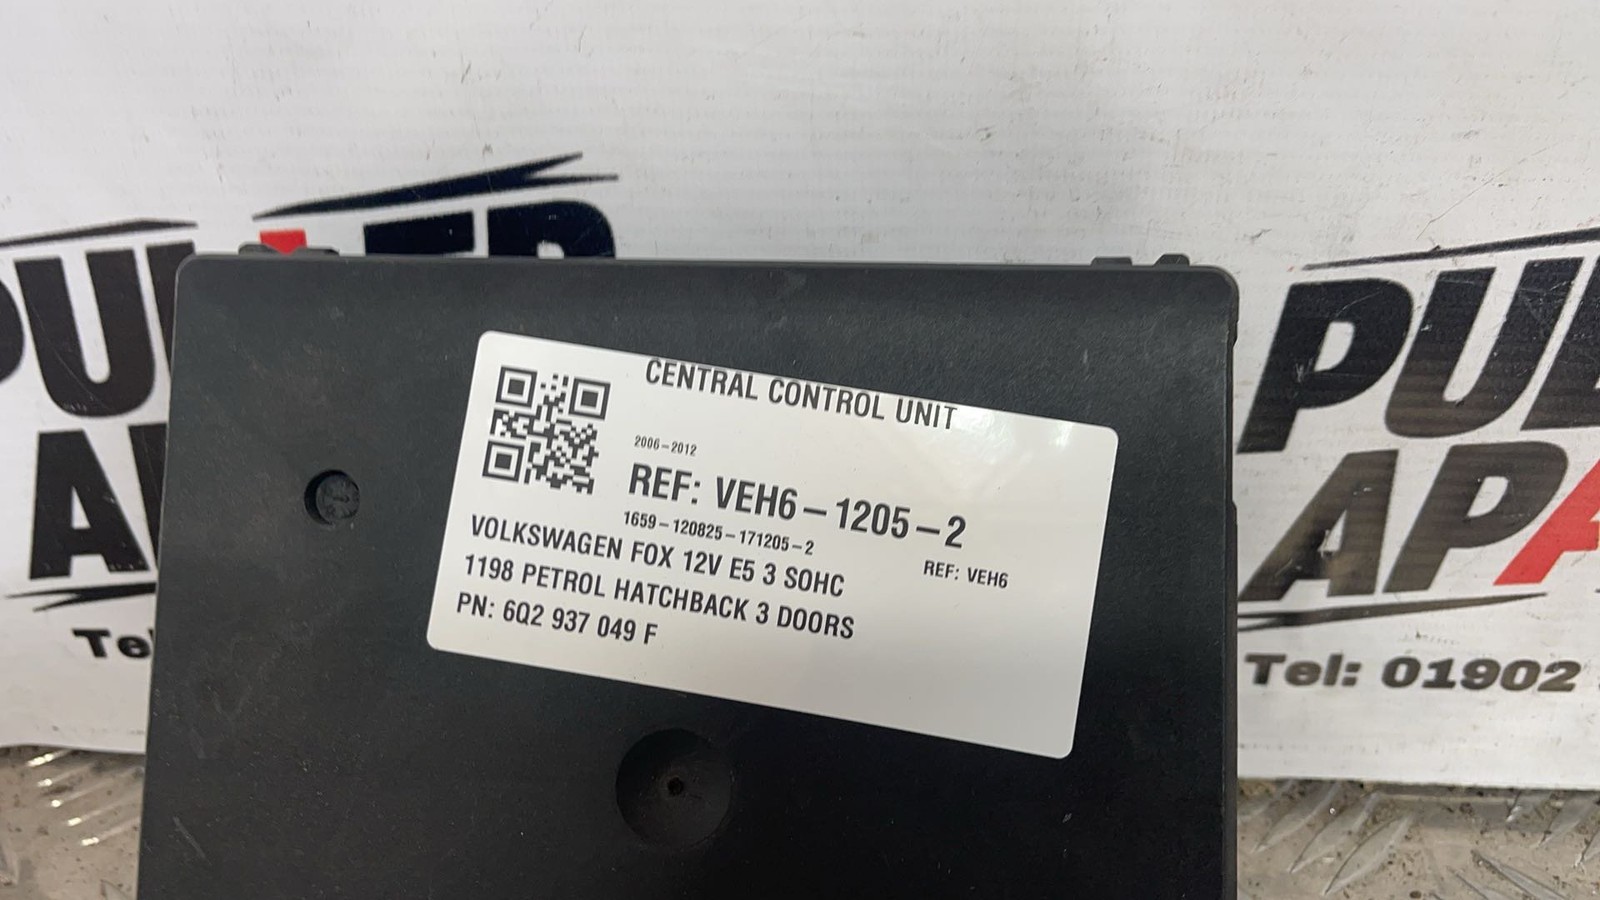 CENTRAL CONTROL UNIT
2006-2012
REF: VEH6-1205-2
1659-120825-171205-2
REF: VEH6
VOLKSWAGEN FOX 12V E5 3 SOHC
1198 PETROL HATCHBACK 3 DOORS
PN: 6Q2 937 049 F
Tel: 01902